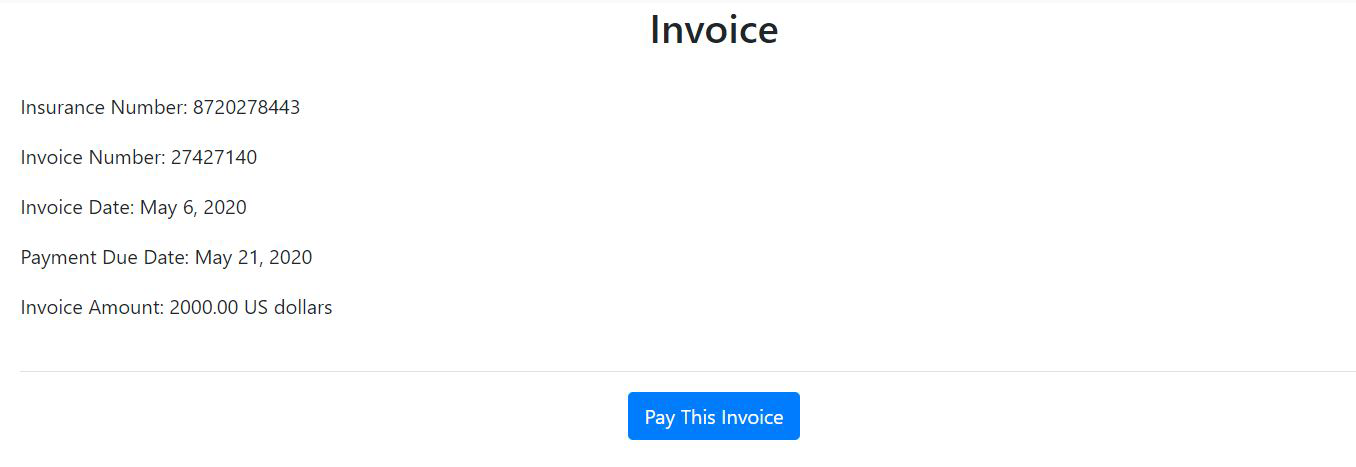 Invoice
Insurance Number: 8720278443
Invoice Number: 27427140
Invoice Date: May 6, 2020
Payment Due Date: May 21, 2020
Invoice Amount: 2000.00 US dollars
Pay This Invoice